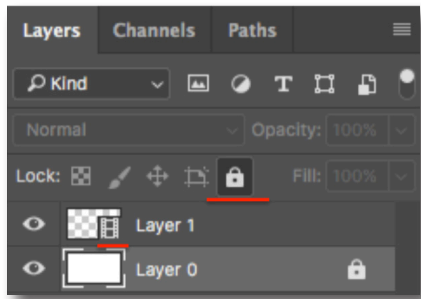 Layers Channels Paths
Kind T
Normal Opacity: 100%
Lock: Fill: 100%
Layer 1
Layer 0